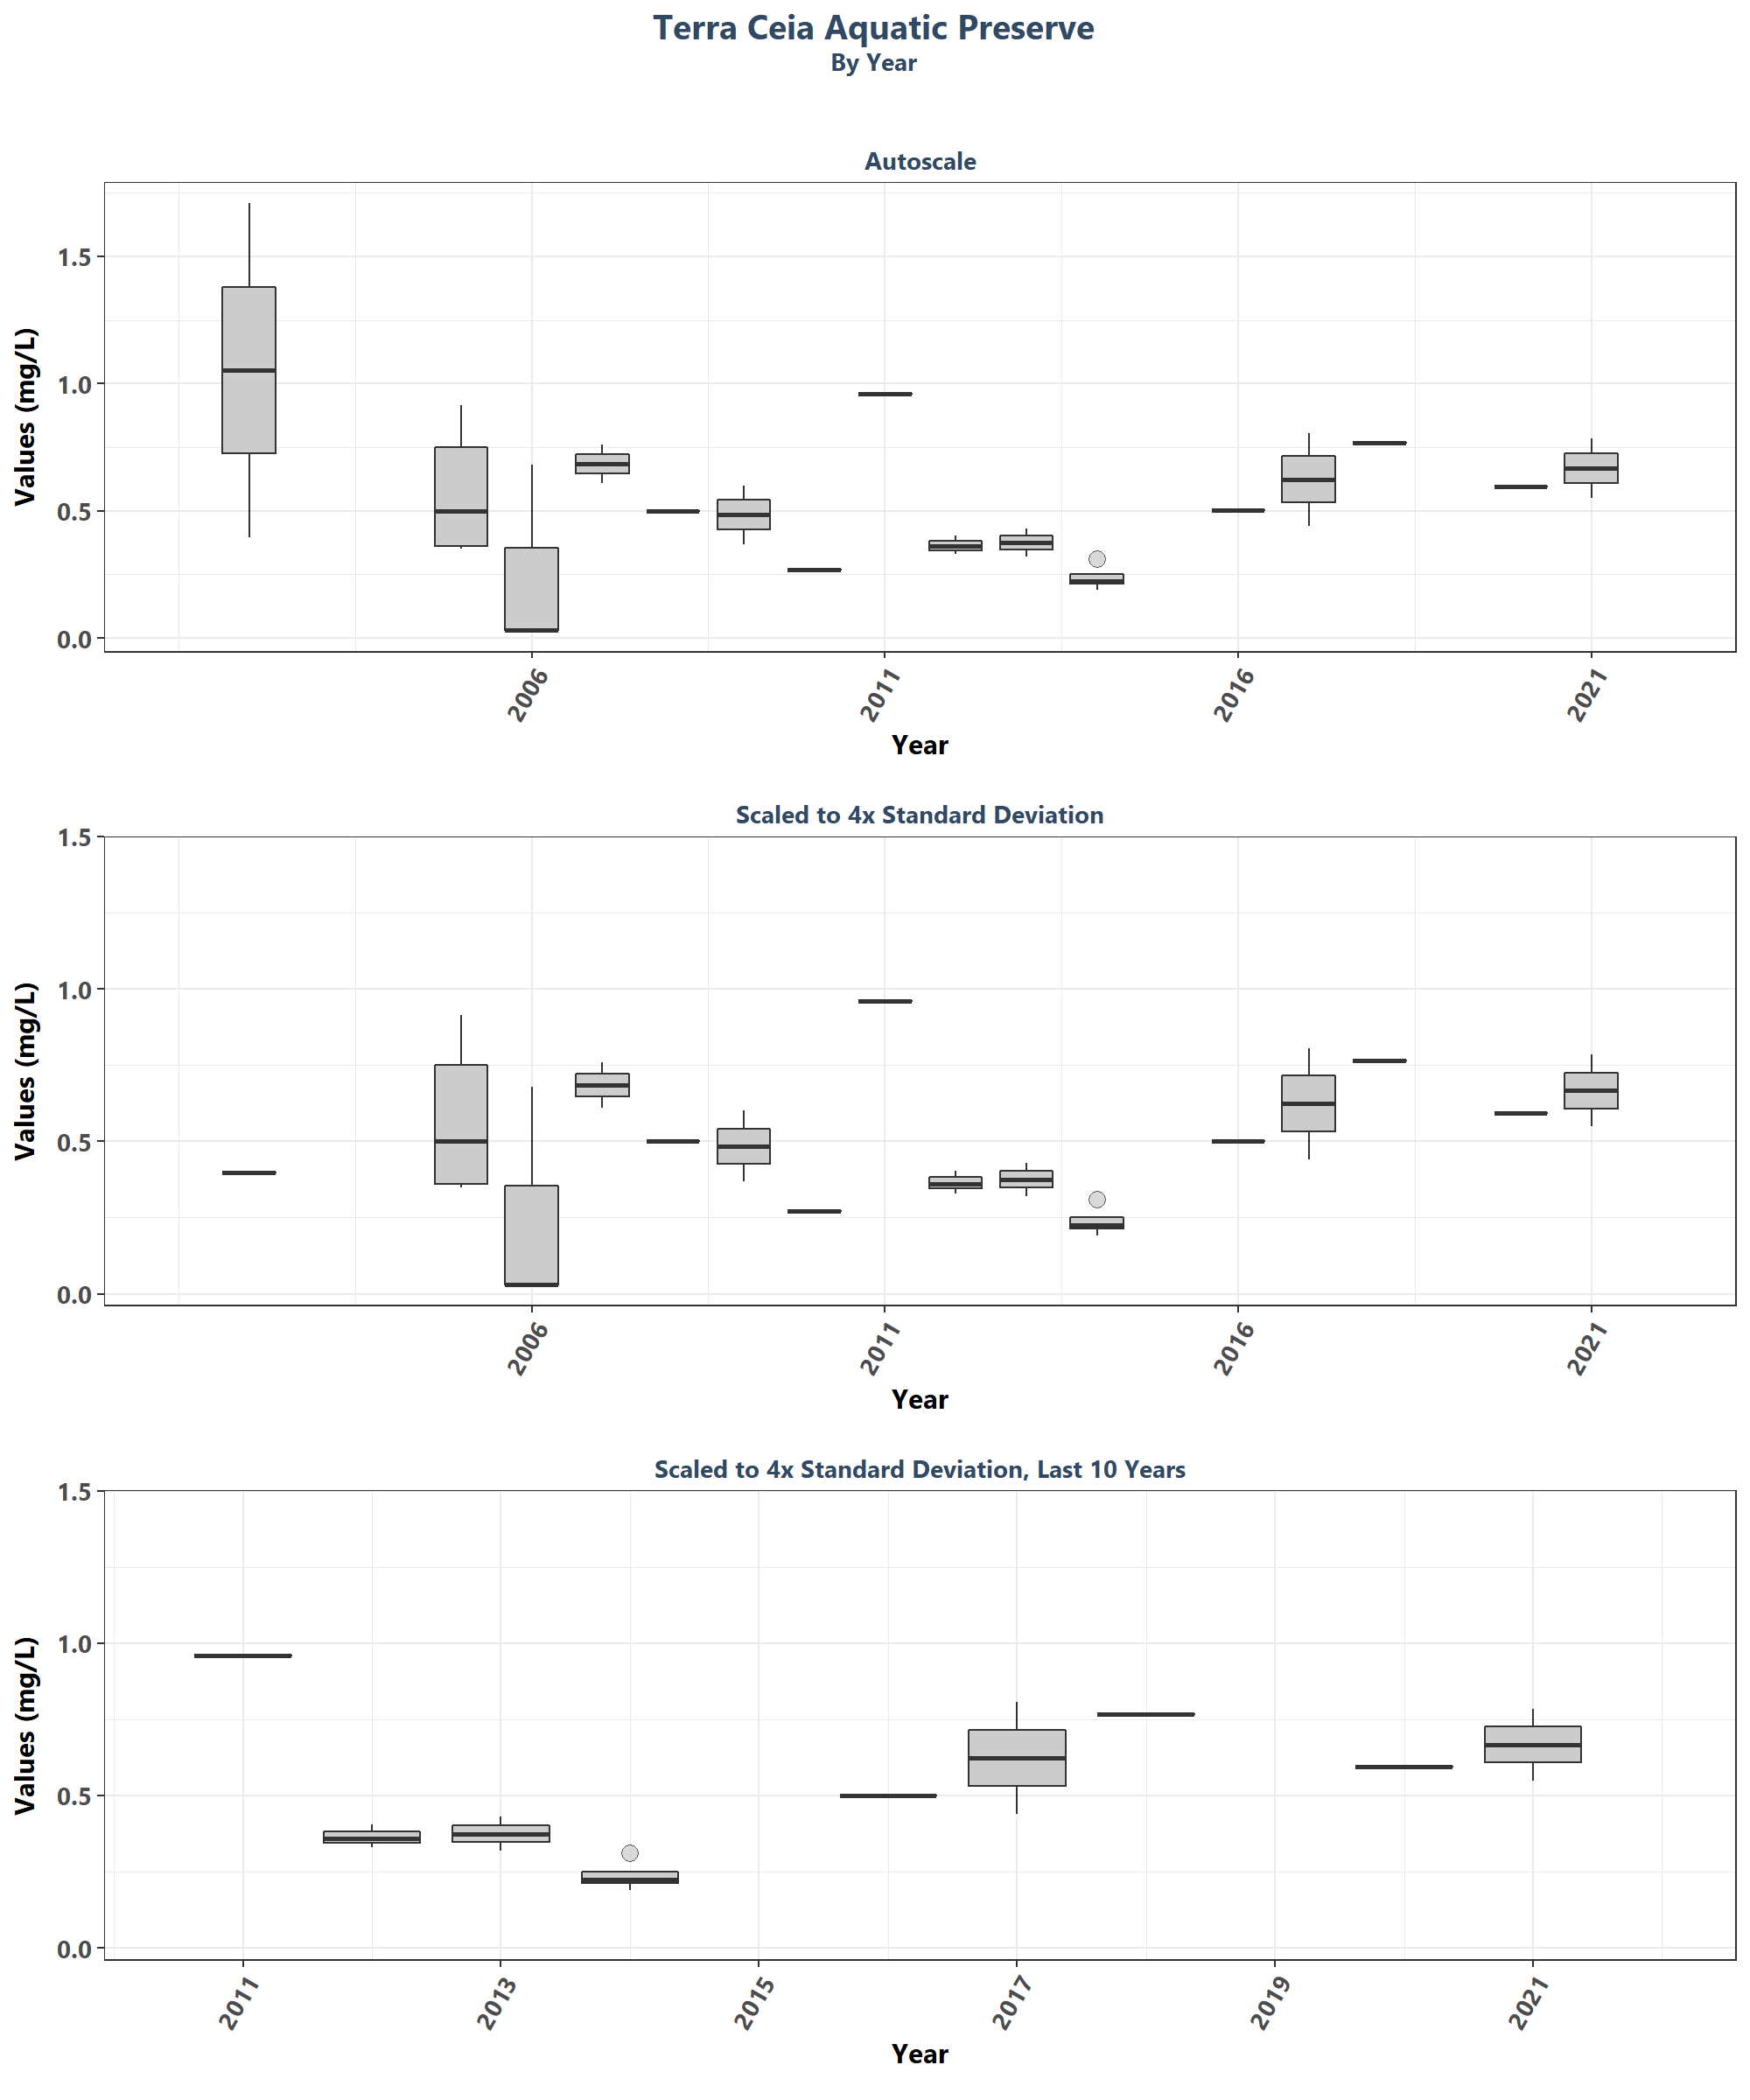 Terra Ceia Aquatic Preserve
By Year
Autoscale
Values (mg/L)
1.5
1.0
0.5
0.0
2006 2011 2016 2021
Year
Scaled to 4x Standard Deviation
Values (mg/L)
1.5
1.0
0.5
0.0
2006 2011 2016 2021
Year
Scaled to 4x Standard Deviation, Last 10 Years
Values (mg/L)
1.5
1.0
0.5
0.0
2011 2013 2015 2017 2019 2021
Year